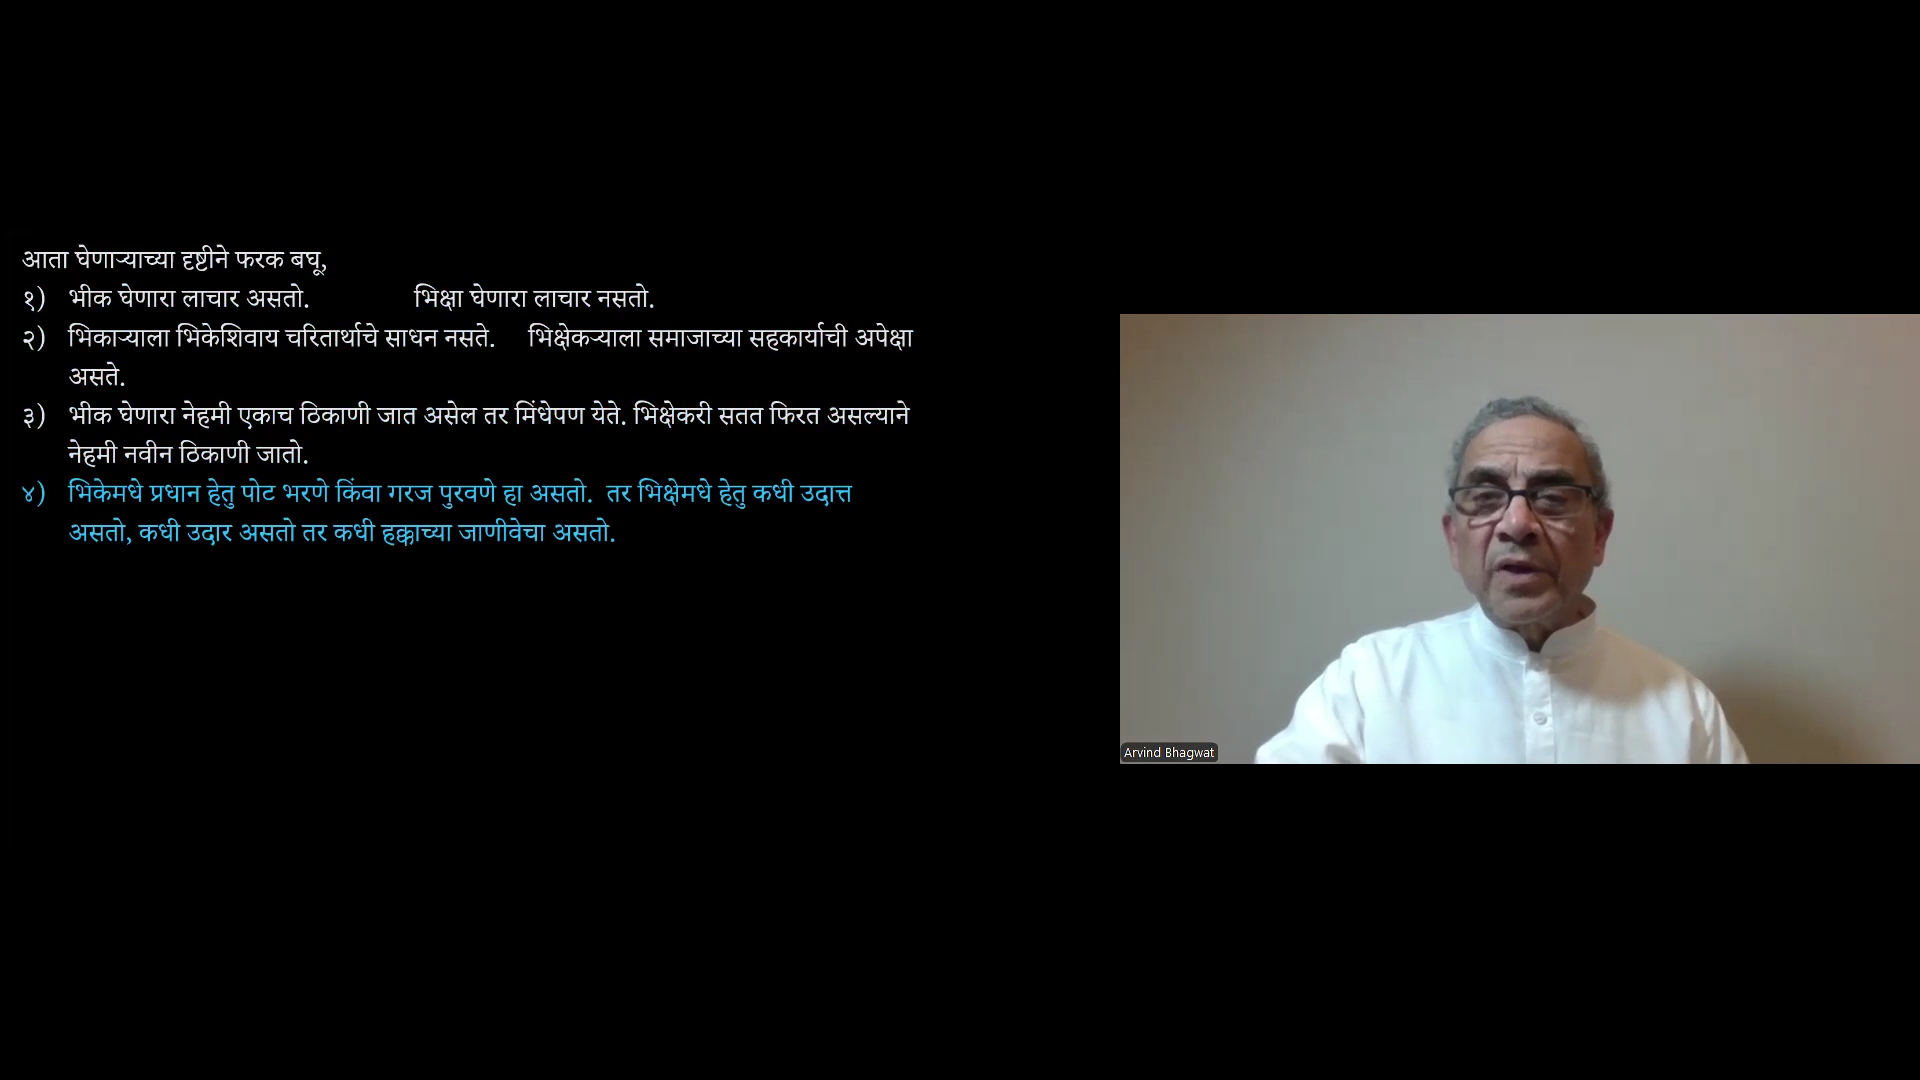 आता घेणाऱ्याच्या दृष्टीने फरक बघू,
१) भीक घेणारा लाचार असतो. भिक्षा घेणारा लाचार नसतो.
२) भिकाऱ्याला भिकेशिवाय चरितार्थाचे साधन नसते. भिक्षेकऱ्याला समाजाच्या सहकार्याची अपेक्षा
असते.
३) भीक घेणारा नेहमी एकाच ठिकाणी जात असेल तर मिंधेपण येते. भिक्षेकरी सतत फिरत असल्याने
नेहमी नवीन ठिकाणी जातो.
४) भिकेमधे प्रधान हेतु पोट भरणे किंवा गरज पुरवणे हा असतो. तर भिक्षेमधे हेतु कधी उदात्त
असतो, कधी उदार असतो तर कधी हक्काच्या जाणीवेचा असतो.
Arvind Bhagwat